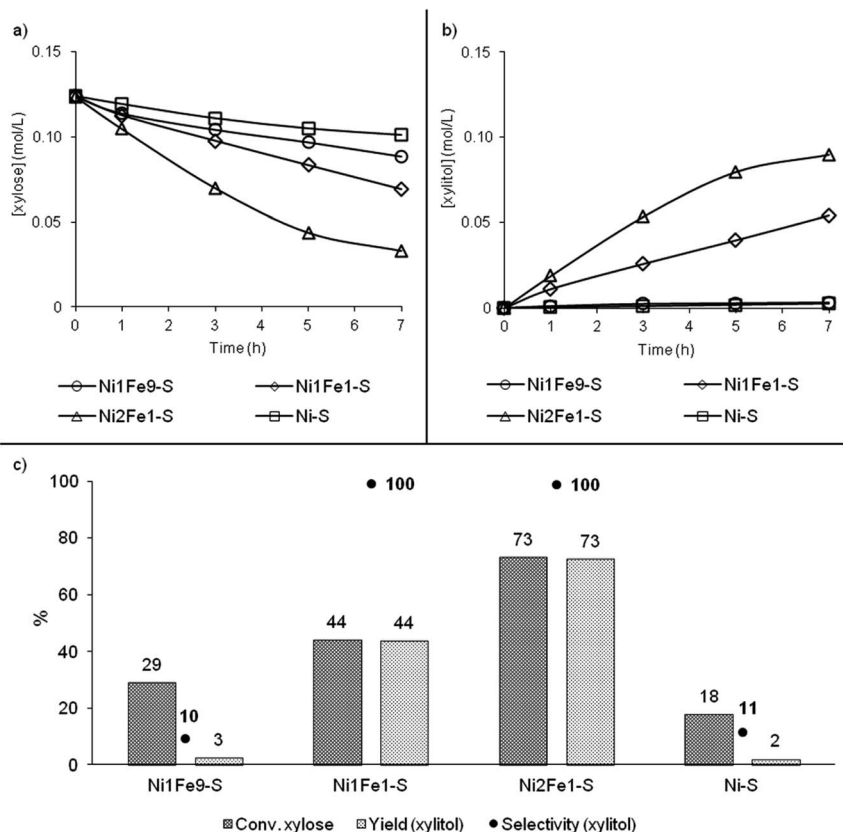 a)
0.15
0.10
0.05
0
[xylose] (mol/L)
0 1 2 3 4 5 6 7
Time (h)
Ni1Fe9-S Ni1Fe1-S
Ni2Fe1-S Ni-S
b)
0.15
0.10
0.05
0
[xylitol] (mol/L)
0 1 2 3 4 5 6 7
Time (h)
Ni1Fe9-S Ni1Fe1-S
Ni2Fe1-S Ni-S
c)
100
80
60
40
20
0
%
29 10 3
44 100 44
73 100 73
18 11 2
Ni1Fe9-S Ni1Fe1-S Ni2Fe1-S Ni-S
Conv. xylose Yield (xylitol) Selectivity (xylitol)